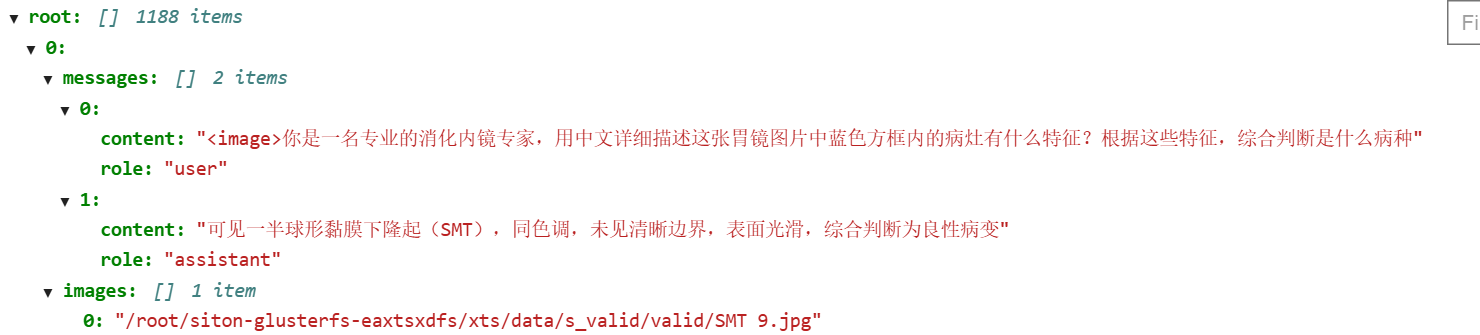 ▼ root: [] 1188 items
▼ 0:
▼ messages: [] 2 items
▼ 0:
content: "<image>你是一名专业的消化内镜专家，用中文详细描述这张胃镜图片中蓝色方框内的病灶有什么特征？根据这些特征，综合判断是什么病种"
role: "user"
▼ 1:
content: "可见一半球形黏膜下隆起（SMT），同色调，未见清晰边界，表面光滑，综合判断为良性病变"
role: "assistant"
▼ images: [] 1 item
0: "/root/siton-glusterfs-eaxtsxdfs/xts/data/s_valid/valid/SMT 9.jpg"
Fi